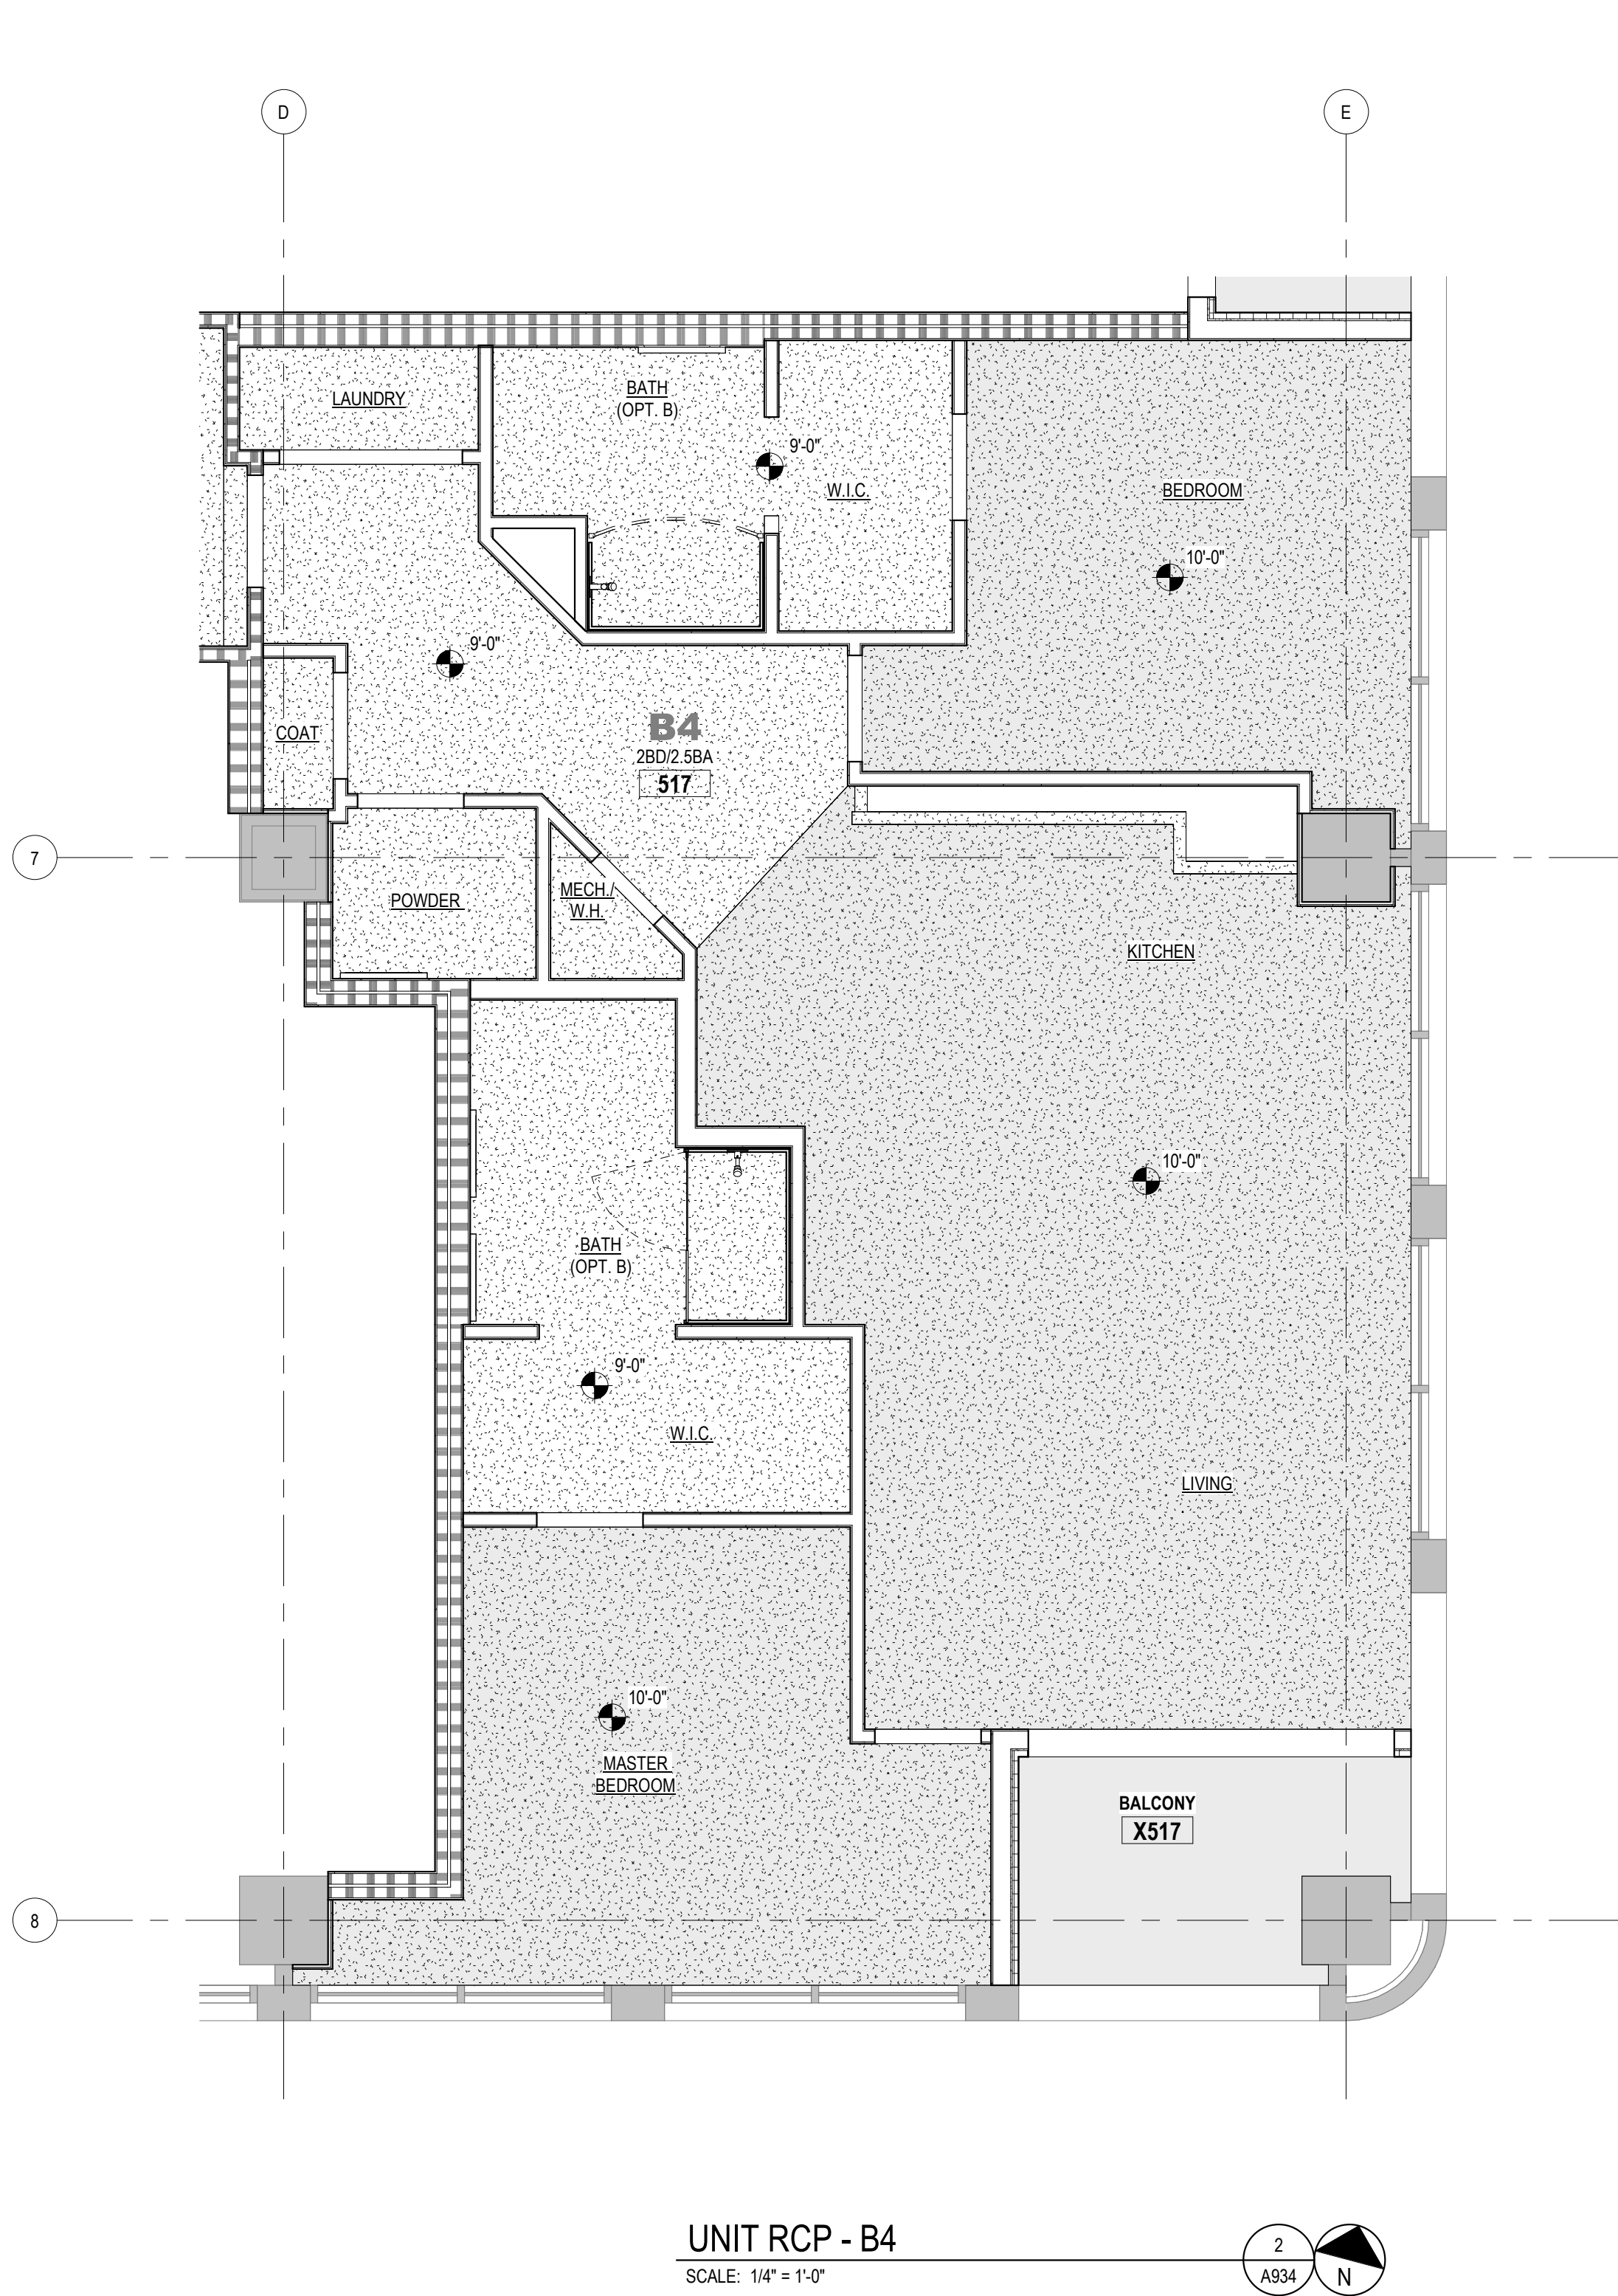 D
E
LAUNDRY
BATH
(OPT. B)
9'-0"
W.I.C.
BEDROOM
10'-0"
9'-0"
COAT
B4
2BD/2.5BA
517
7
POWDER
MECH./
W.H.
KITCHEN
10'-0"
BATH
(OPT. B)
9'-0"
W.I.C.
LIVING
10'-0"
MASTER
BEDROOM
BALCONY
X517
8
UNIT RCP - B4
SCALE: 1/4" = 1'-0"
2
A934
N